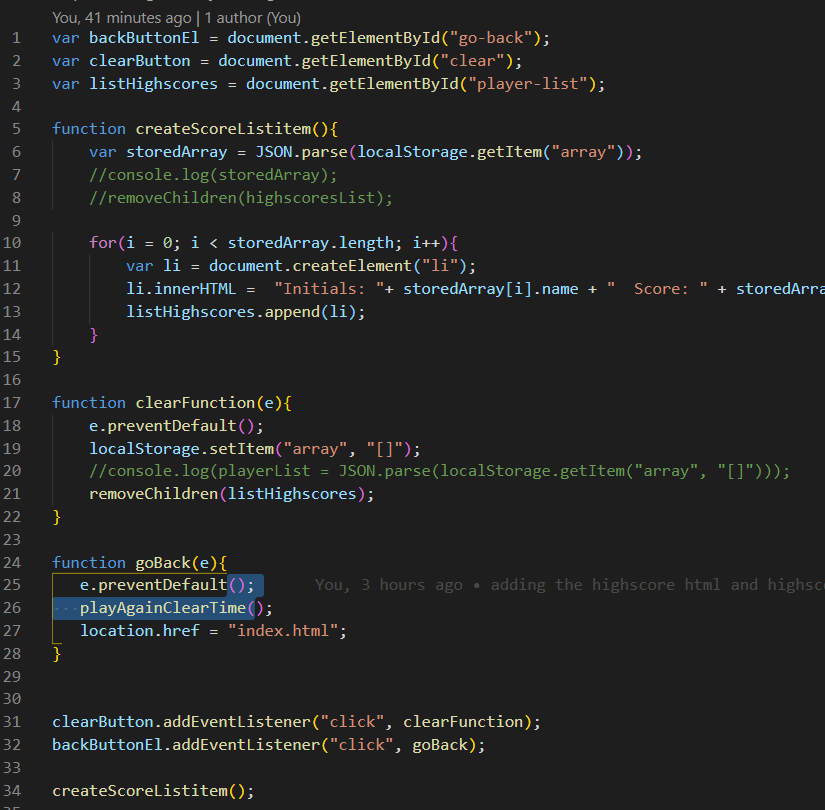 You, 41 minutes ago | 1 author (You)
1 var backButtonEl = document.getElementById("go-back");
2 var clearButton = document.getElementById("clear");
3 var listHighscores = document.getElementById("player-list");
4
5 function createScoreListitem(){
6     var storedArray = JSON.parse(localStorage.getItem("array"));
7     //console.log(storedArray);
8     //removeChildren(highscoresList);
9
10     for(i = 0; i < storedArray.length; i++){
11         var li = document.createElement("li");
12         li.innerHTML =  "Initials: "+ storedArray[i].name + "  Score: " + storedArra
13         listHighscores.append(li);
14     }
15 }
16
17 function clearFunction(e){
18     e.preventDefault();
19     localStorage.setItem("array", "[]");
20     //console.log(playerList = JSON.parse(localStorage.getItem("array", "[]")));
21     removeChildren(listHighscores);
22 }
23
24 function goBack(e){
25    e.preventDefault();      You, 3 hours ago • adding the highscore html and highsc
26 ···playAgainClearTime();
27    location.href = "index.html";
28 }
29
30
31 clearButton.addEventListener("click", clearFunction);
32 backButtonEl.addEventListener("click", goBack);
33
34 createScoreListitem();